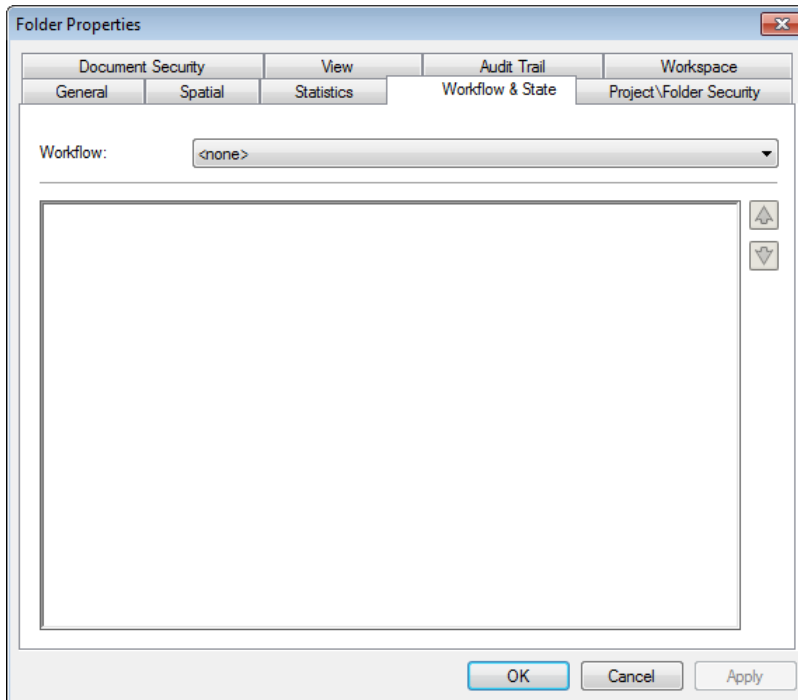 Folder Properties
Document Security View Audit Trail Workspace
General Spatial Statistics Workflow & State Project\Folder Security
Workflow: <none>
OK Cancel Apply